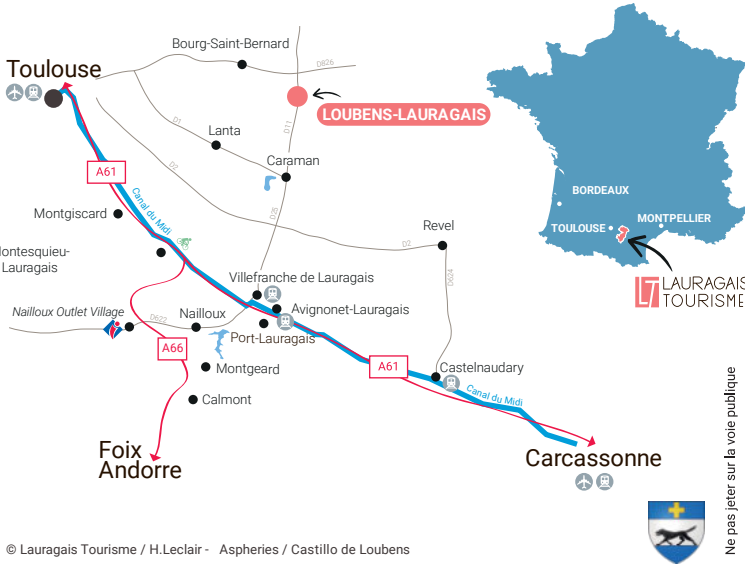 Bourg-Saint-Bernard
D826
Toulouse
LOUBENS-LAURAGAIS
D1
D11
Lanta
Caraman
D2
A61
Canal du Midi
D35
Montgiscard
Revel
D2
ontesquieu-
Lauragais
D624
Villefranche de Lauragais
Nailloux Outlet Village
D622
Nailloux
Avignonet-Lauragais
Port-Lauragais
A66
Montgeard
A61
Castelnaudary
Canal du Midi
Calmont
Foix
Andorre
Carcassonne
BORDEAUX
TOULOUSE
MONTPELLIER
LT
LAURAGAIS
TOURISME
Ne pas jeter sur la voie publique
© Lauragais Tourisme / H.Leclair - Aspheries / Castillo de Loubens